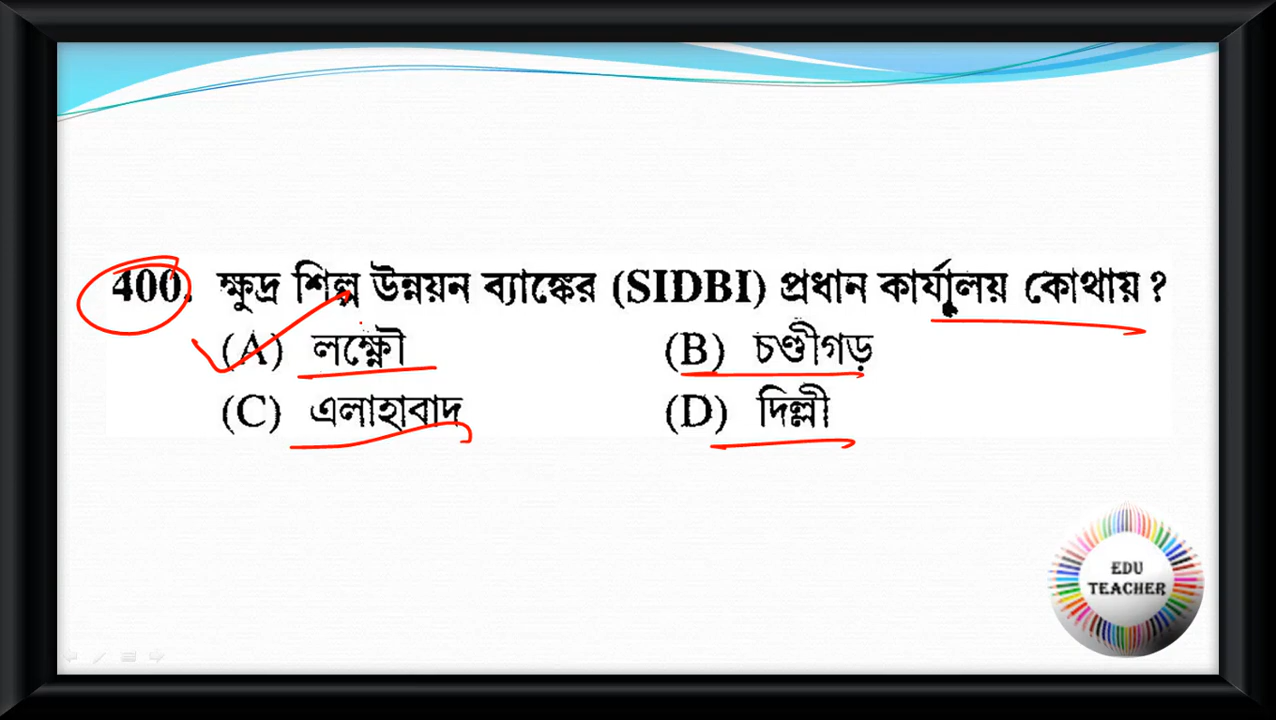 400. ক্ষুদ্র শিল্প উন্নয়ন ব্যাঙ্কের (SIDBI) প্রধান কার্যালয় কোথায় ?
(A) লক্ষ্ণৌ (B) চণ্ডীগড়
(C) এলাহাবাদ (D) দিল্লী
EDU
TEACHER